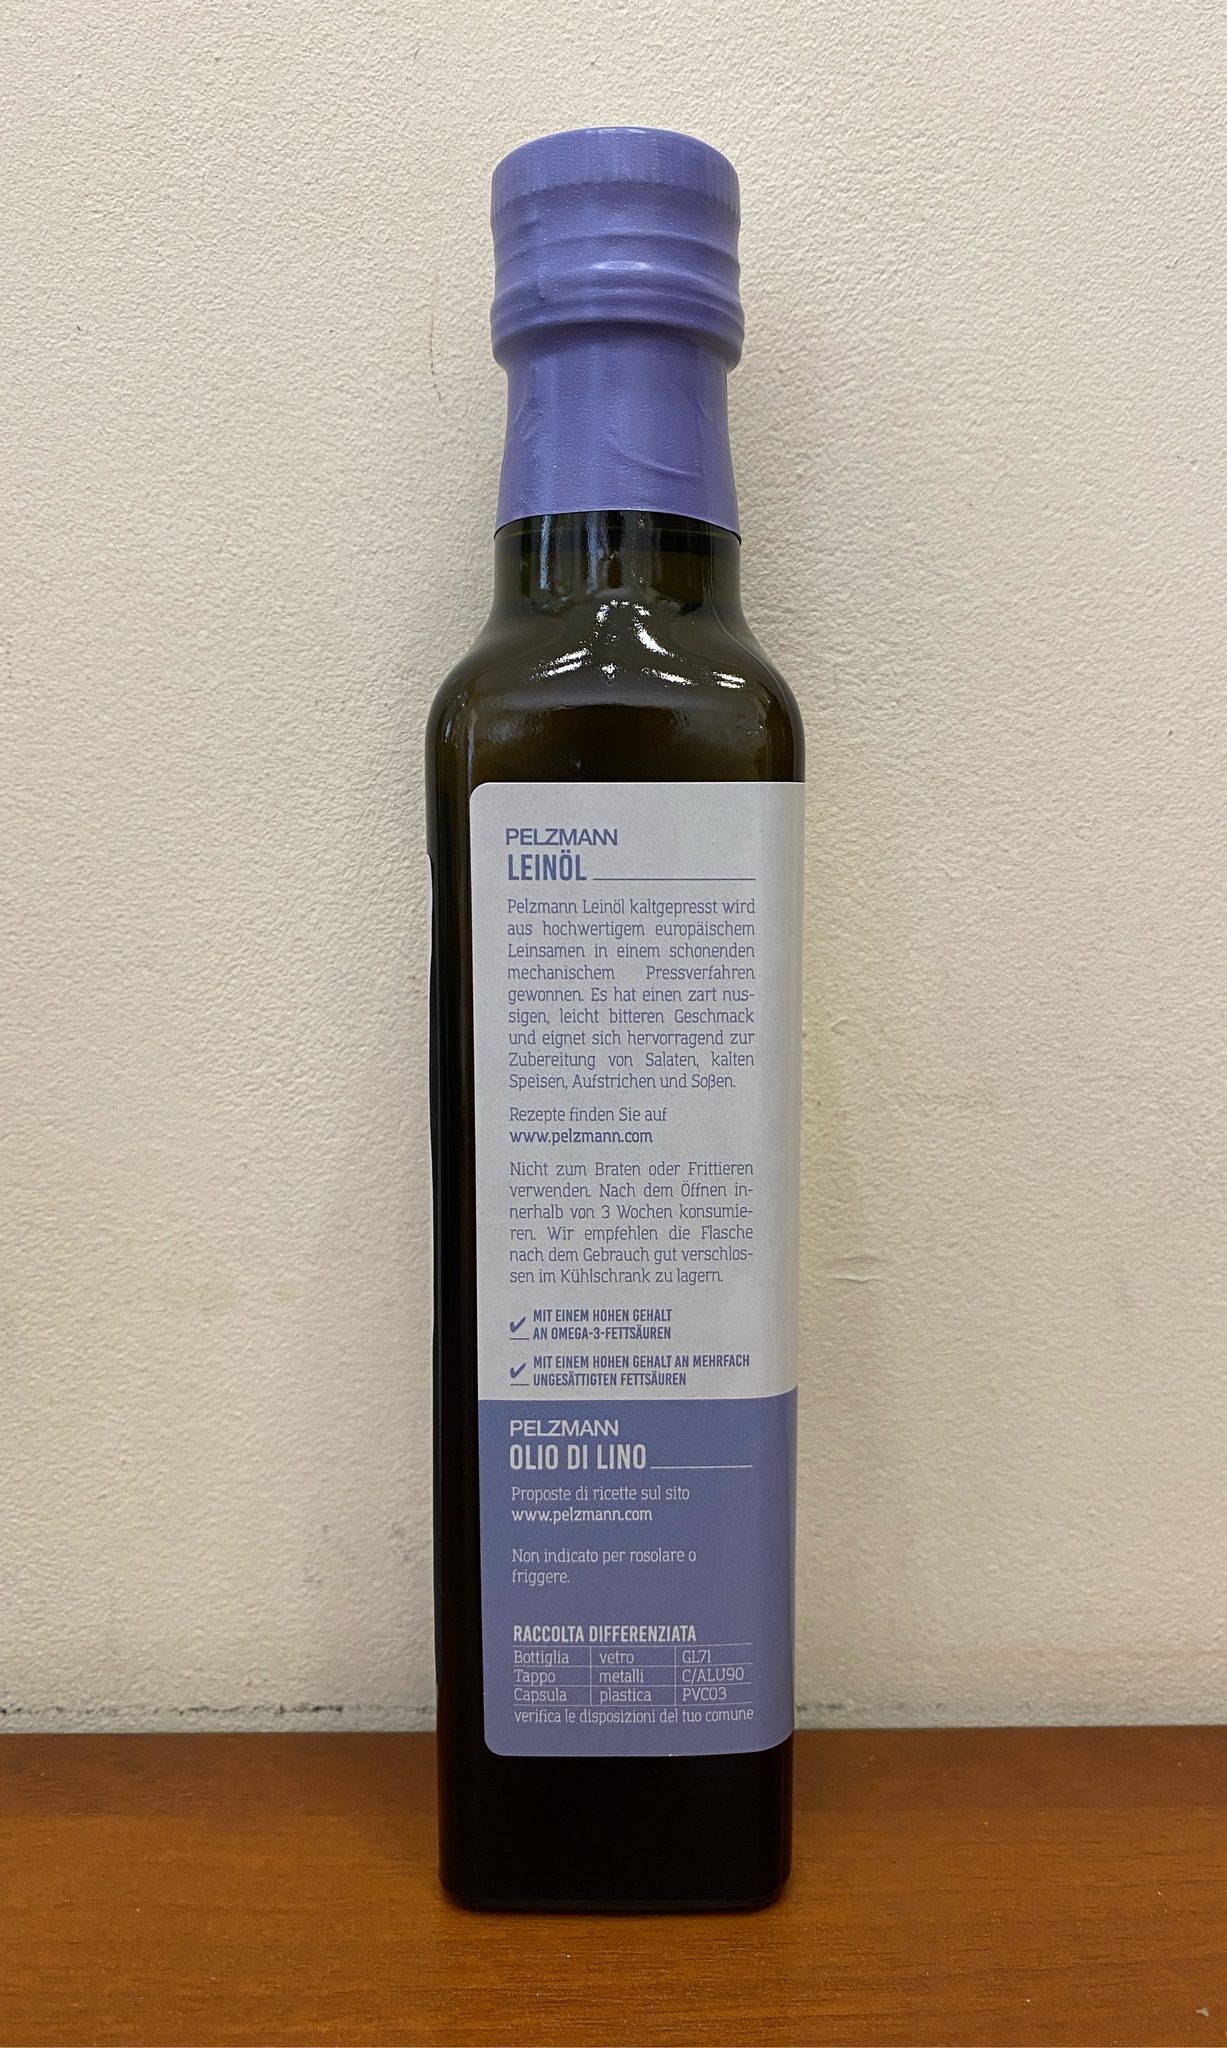 PELZMANN
LEINÖL
Pelzmann Leinöl kaltgepresst wird
aus hochwertigem europäischem
Leinsamen in einem schonenden
mechanischem Pressverfahren
gewonnen. Es hat einen zart nus-
sigen, leicht bitteren Geschmack
und eignet sich hervorragend zur
Zubereitung von Salaten, kalten
Speisen, Aufstrichen und Soßen.
Rezepte finden Sie auf
www.pelzmann.com
Nicht zum Braten oder Frittieren
verwenden. Nach dem Öffnen in-
nerhalb von 3 Wochen konsumie-
ren. Wir empfehlen die Flasche
nach dem Gebrauch gut verschlos-
sen im Kühlschrank zu lagern.
MIT EINEM HOHEN GEHALT
AN OMEGA-3-FETTSÄUREN
MIT EINEM HOHEN GEHALT AN MEHRFACH
UNGESÄTTIGTEN FETTSÄUREN
PELZMANN
OLIO DI LINO
Proposte di ricette sul sito
www.pelzmann.com
Non indicato per rosolare o
friggere.
RACCOLTA DIFFERENZIATA
Bottiglia vetro GL71
Tappo metalli C/ALU90
Capsula plastica PVC03
verifica le disposizioni del tuo comune